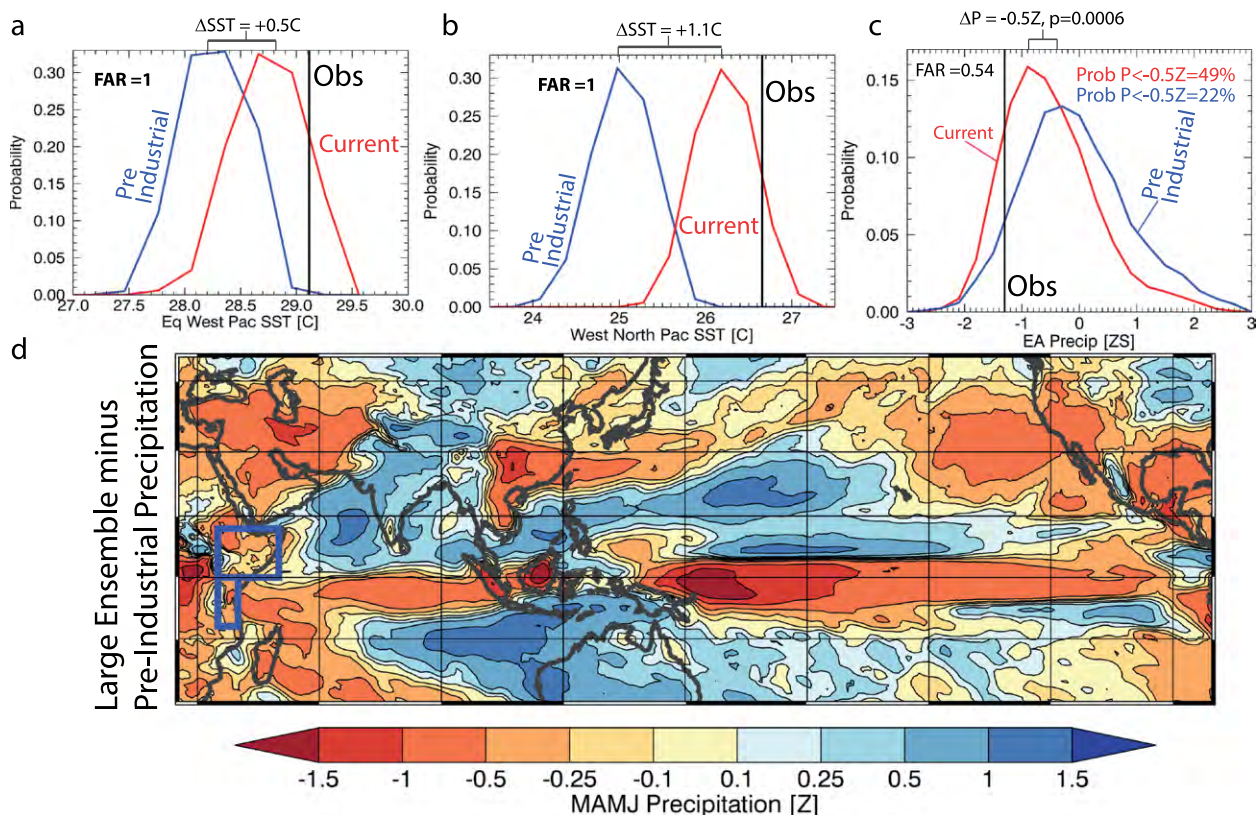 a
ΔSST = +0.5C
FAR =1
Obs
Pre
Industrial
Current
Probability
0.30
0.25
0.20
0.15
0.10
0.05
0.00
27.0
27.5
28.0
28.5
29.0
29.5
30.0
Eq West Pac SST [C]
b
ΔSST = +1.1C
FAR =1
Obs
Pre
Industrial
Current
Probability
0.30
0.25
0.20
0.15
0.10
0.05
0.00
24
25
26
27
West North Pac SST [C]
c
ΔP = -0.5Z, p=0.0006
FAR =0.54
Prob P<-0.5Z=49%
Prob P<-0.5Z=22%
Current
Pre
Industrial
Obs
Probability
0.15
0.10
0.05
0.00
-3
-2
-1
0
1
2
3
EA Precip [ZS]
d
Large Ensemble minus
Pre-Industrial Precipitation
-1.5
-1
-0.5
-0.25
-0.1
0.1
0.25
0.5
1
1.5
MAMJ Precipitation [Z]